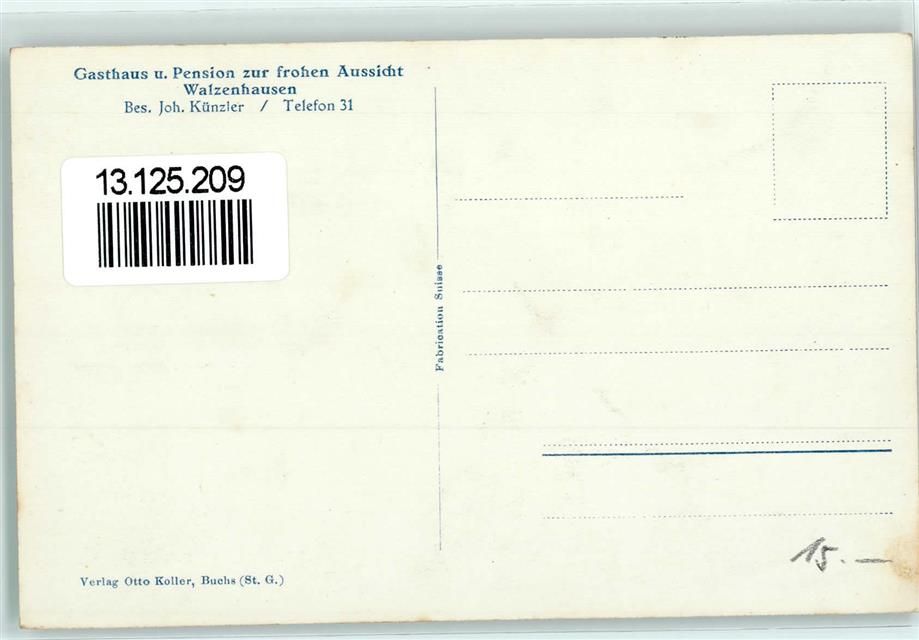 Gasthaus u. Pension zur frohen Aussicht
Walzenhausen
Bes. Joh. Künzler / Telefon 31
13.125.209
Fabrication Suisse
15.—
Verlag Otto Koller, Buchs (St. G.)